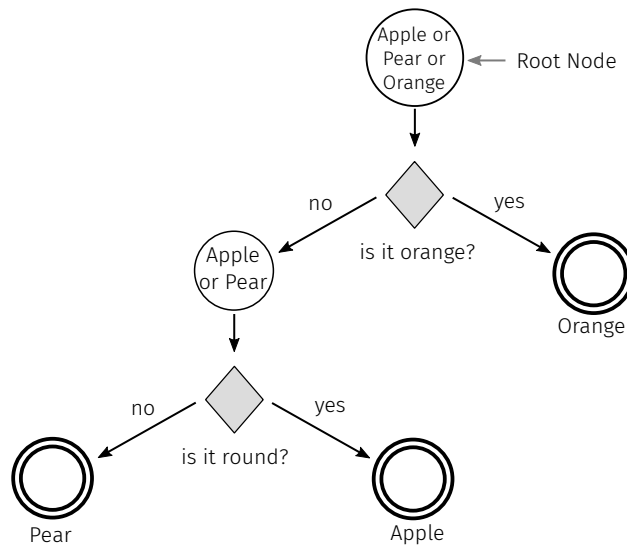 Apple or
Pear or
Orange
Root Node
no
yes
is it orange?
Apple
or Pear
Orange
no
yes
is it round?
Pear
Apple